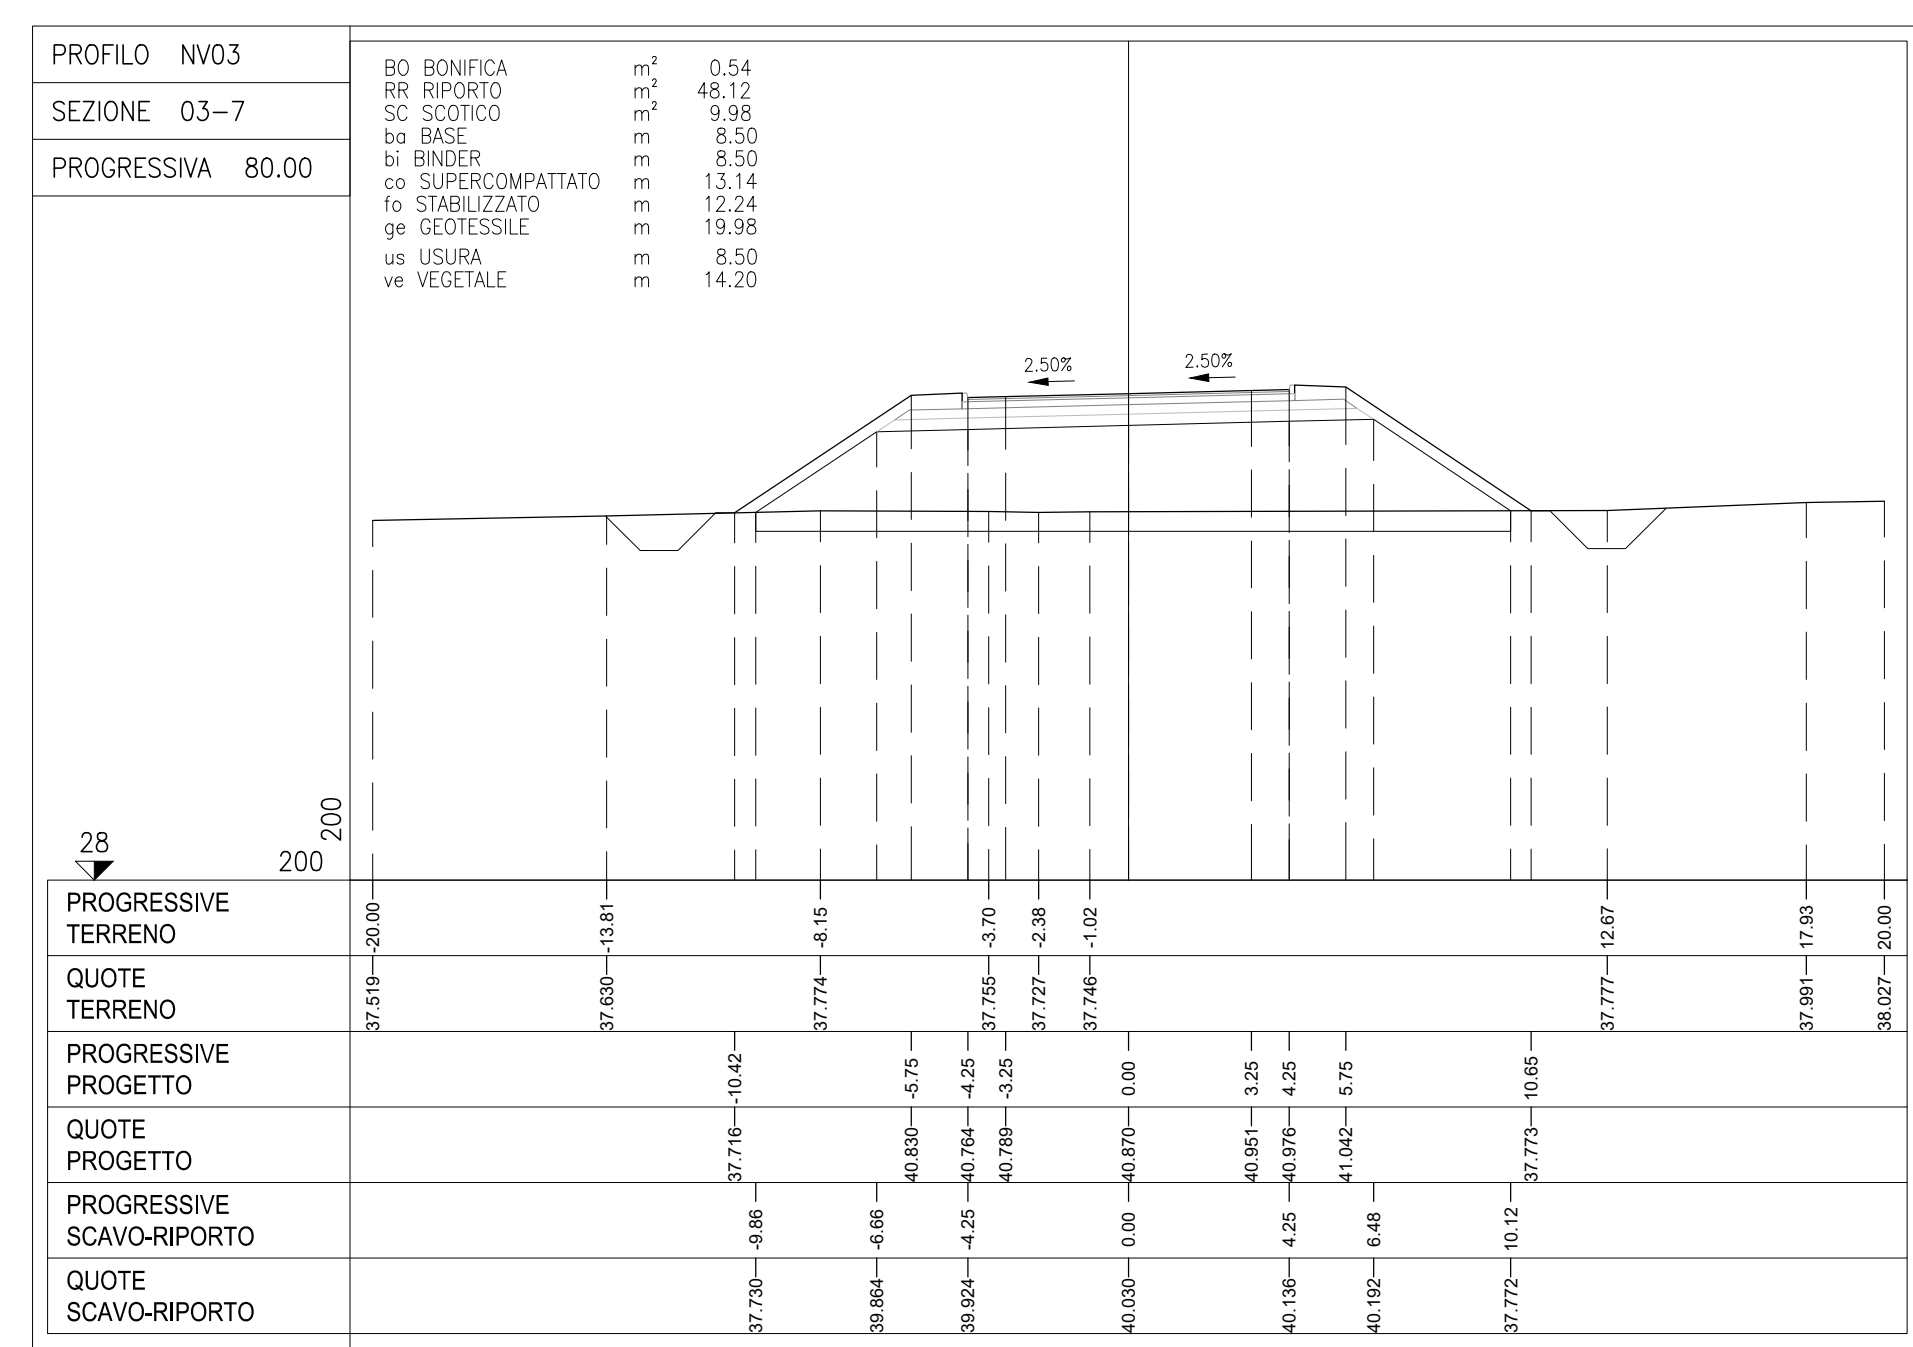 PROFILO NV03
SEZIONE 03-7
PROGRESSIVA 80.00
BO BONIFICA m² 0.54
RR RIPORTO m² 48.12
SC SCOTICO m² 9.98
ba BASE m 8.50
bi BINDER m 8.50
co SUPERCOMPATTATO m 13.14
fo STABILIZZATO m 12.24
ge GEOTESSILE m 19.98
us USURA m 8.50
ve VEGETALE m 14.20
2.50% 2.50%
200
28
200
PROGRESSIVE
TERRENO
-20.00 -13.81 -8.15 -3.70 -2.38 -1.02 12.67 17.93 20.00
QUOTE
TERRENO
37.519 37.630 37.774 37.755 37.727 37.746 37.777 37.991 38.027
PROGRESSIVE
PROGETTO
-10.42 -5.75 -4.25 -3.25 0.00 3.25 4.25 5.75 10.65
QUOTE
PROGETTO
37.716 40.830 40.764 40.789 40.870 40.951 40.976 41.042 37.773
PROGRESSIVE
SCAVO-RIPORTO
-9.86 -6.66 -4.25 0.00 4.25 6.48 10.12
QUOTE
SCAVO-RIPORTO
37.730 39.864 39.924 40.030 40.136 40.192 37.772